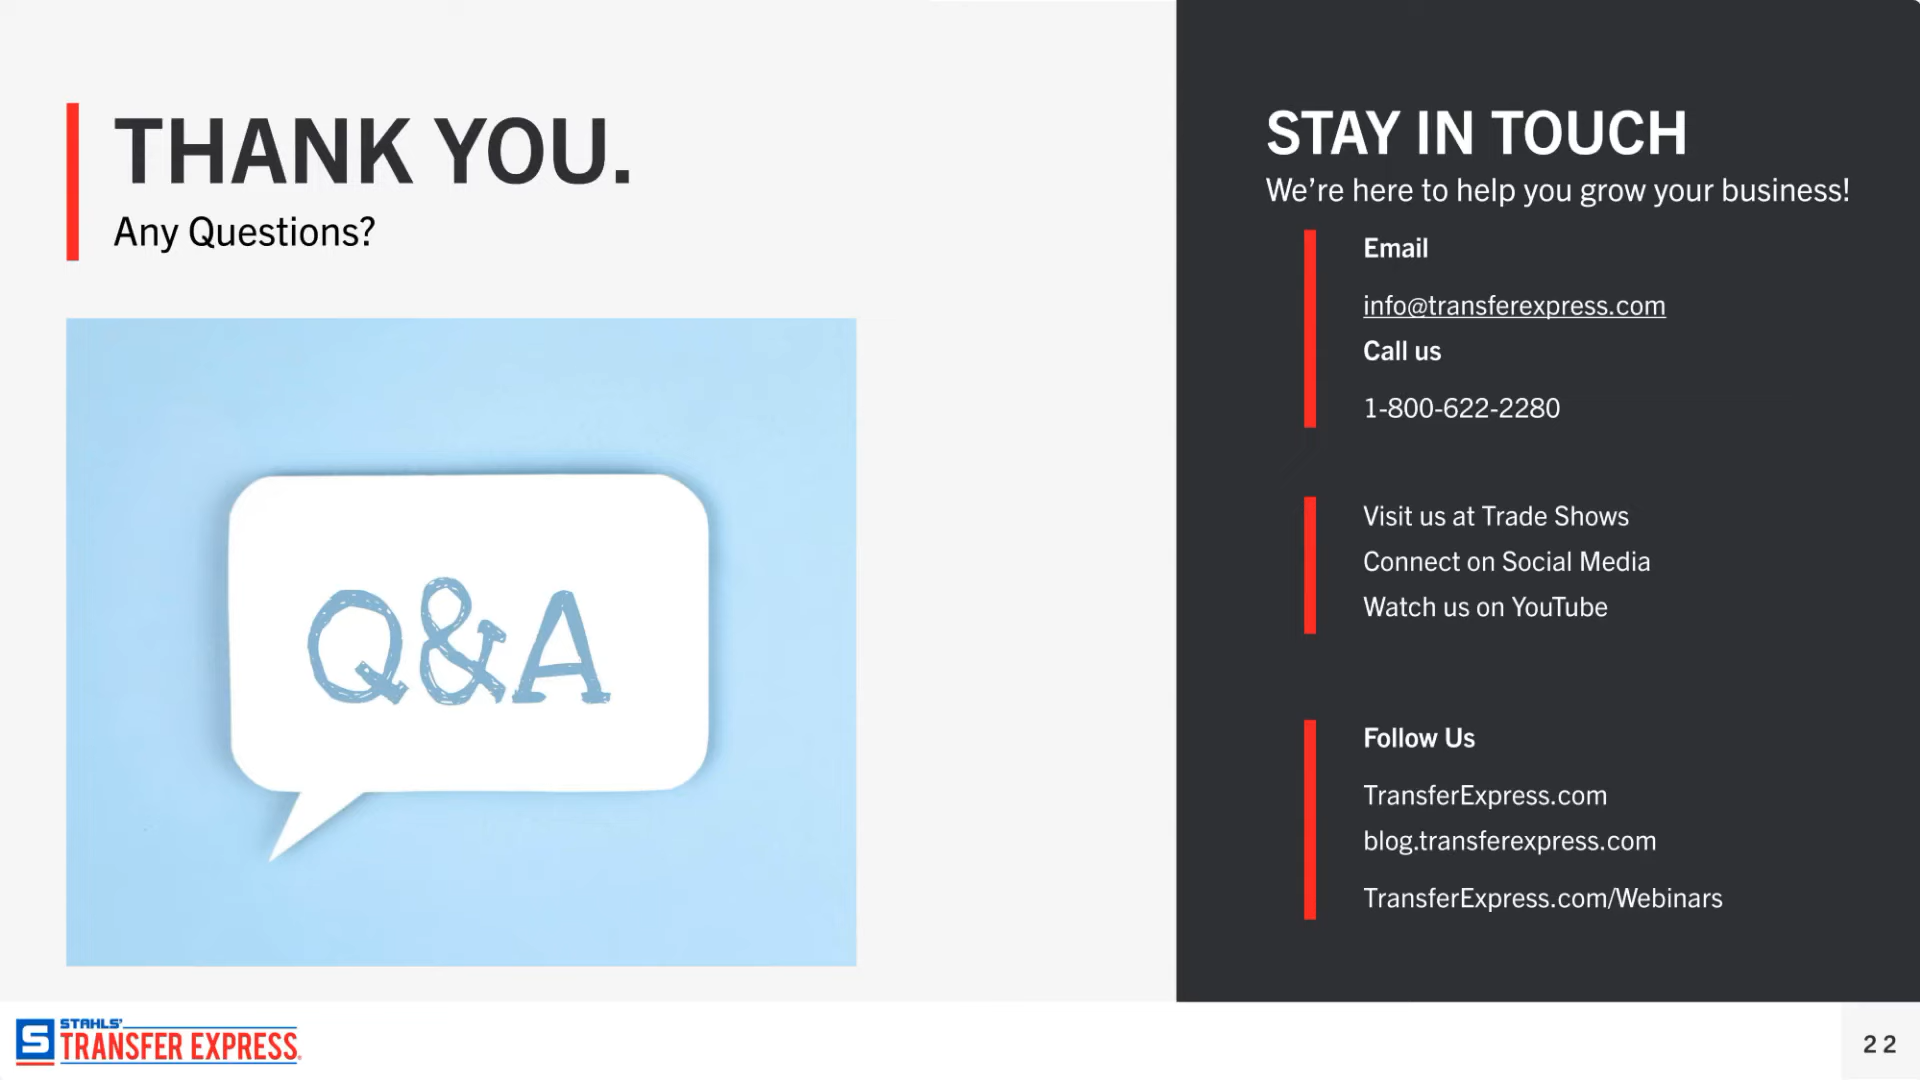 THANK YOU.
Any Questions?
Q&A
STAY IN TOUCH
We’re here to help you grow your business!
Email
info@transferexpress.com
Call us
1-800-622-2280
Visit us at Trade Shows
Connect on Social Media
Watch us on YouTube
Follow Us
TransferExpress.com
blog.transferexpress.com
TransferExpress.com/Webinars
S STAHLS’
TRANSFER EXPRESS
22